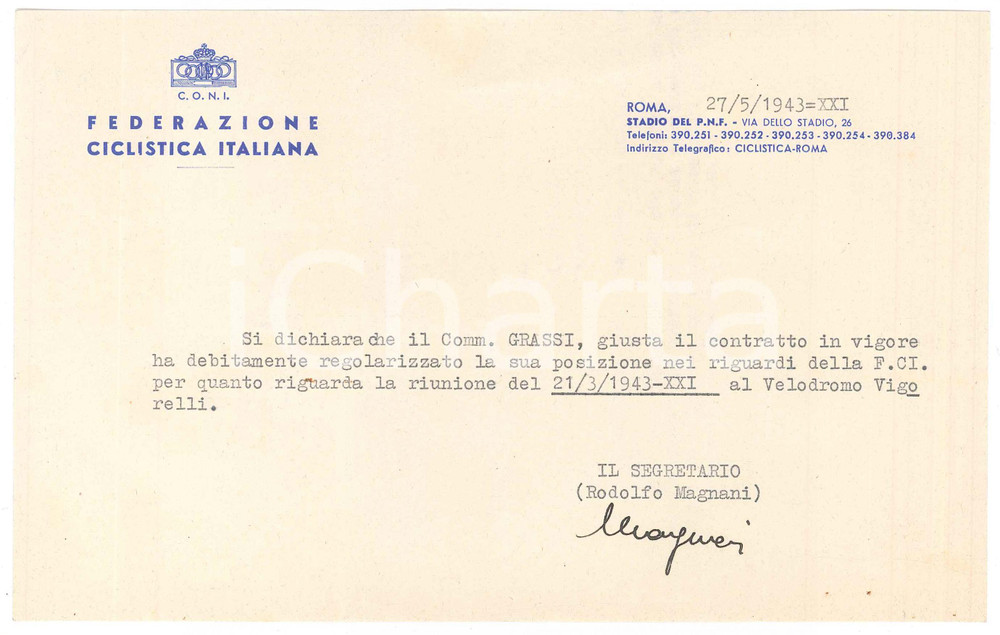 C. O. N. I.
FEDERAZIONE
CICLISTICA ITALIANA
ROMA, 27/5/1943=XXI
STADIO DEL P.N.F. - VIA DELLO STADIO, 26
Telefoni: 390.251 - 390.252 - 390.253 - 390.254 - 390.384
Indirizzo Telegrafico: CICLISTICA-ROMA
iCharta
Si dichiara che il Comm. GRASSI, giusta il contratto in vigore
ha debitamente regolarizzato la sua posizione nei riguardi della F.CI.
per quanto riguarda la riunione del 21/3/1943-XXI al Velodromo Vigo
relli.
IL SEGRETARIO
(Rodolfo Magnani)
Magnani